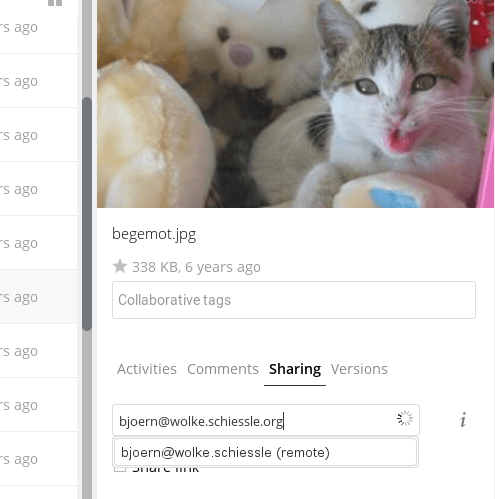 rs ago
rs ago
rs ago
rs ago
rs ago
rs ago
rs ago
rs ago
rs ago
begemot.jpg
338 KB, 6 years ago
Collaborative tags
Activities Comments Sharing Versions
bjoern@wolke.schiessle.org
i
bjoern@wolke.schiessle (remote)
Share link